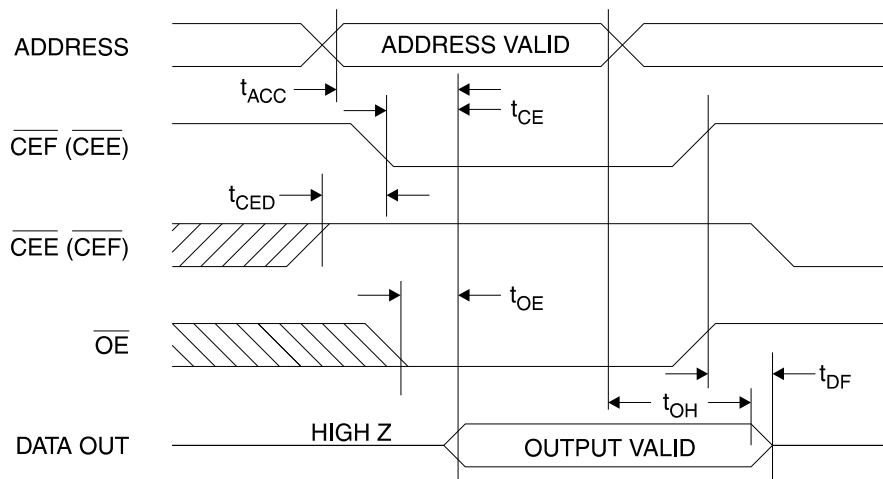 ADDRESS
ADDRESS VALID
tACC
tCE
CEF (CEE)
tCED
CEE (CEF)
tOE
OE
tDF
tOH
HIGH Z
DATA OUT
OUTPUT VALID